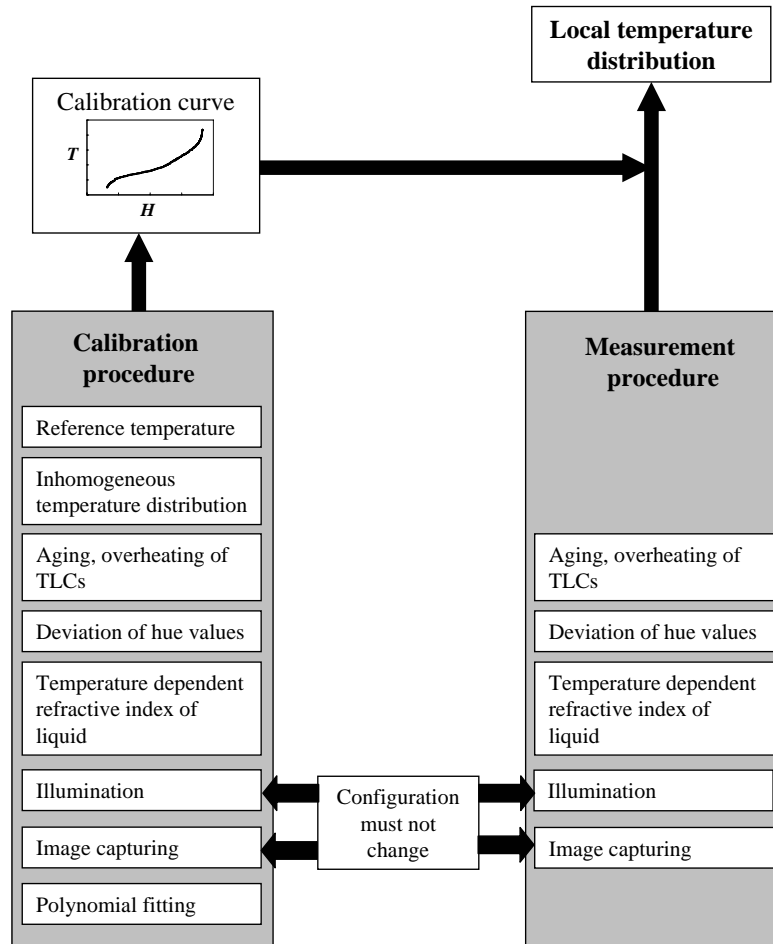 Local temperature
distribution
Calibration curve
T
H
Calibration
procedure
Reference temperature
Inhomogeneous
temperature distribution
Aging, overheating of
TLCs
Deviation of hue values
Temperature dependent
refractive index of
liquid
Illumination
Image capturing
Polynomial fitting
Configuration
must not
change
Measurement
procedure
Aging, overheating of
TLCs
Deviation of hue values
Temperature dependent
refractive index of
liquid
Illumination
Image capturing